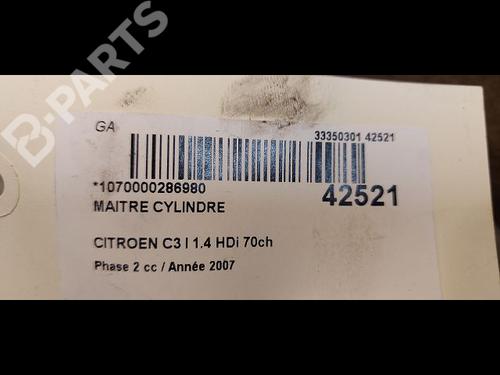 B-PARTS
GA
33350301 42521
*1070000286980
42521
MAITRE CYLINDRE
CITROEN C3 I 1.4 HDi 70ch
Phase 2 cc / Année 2007